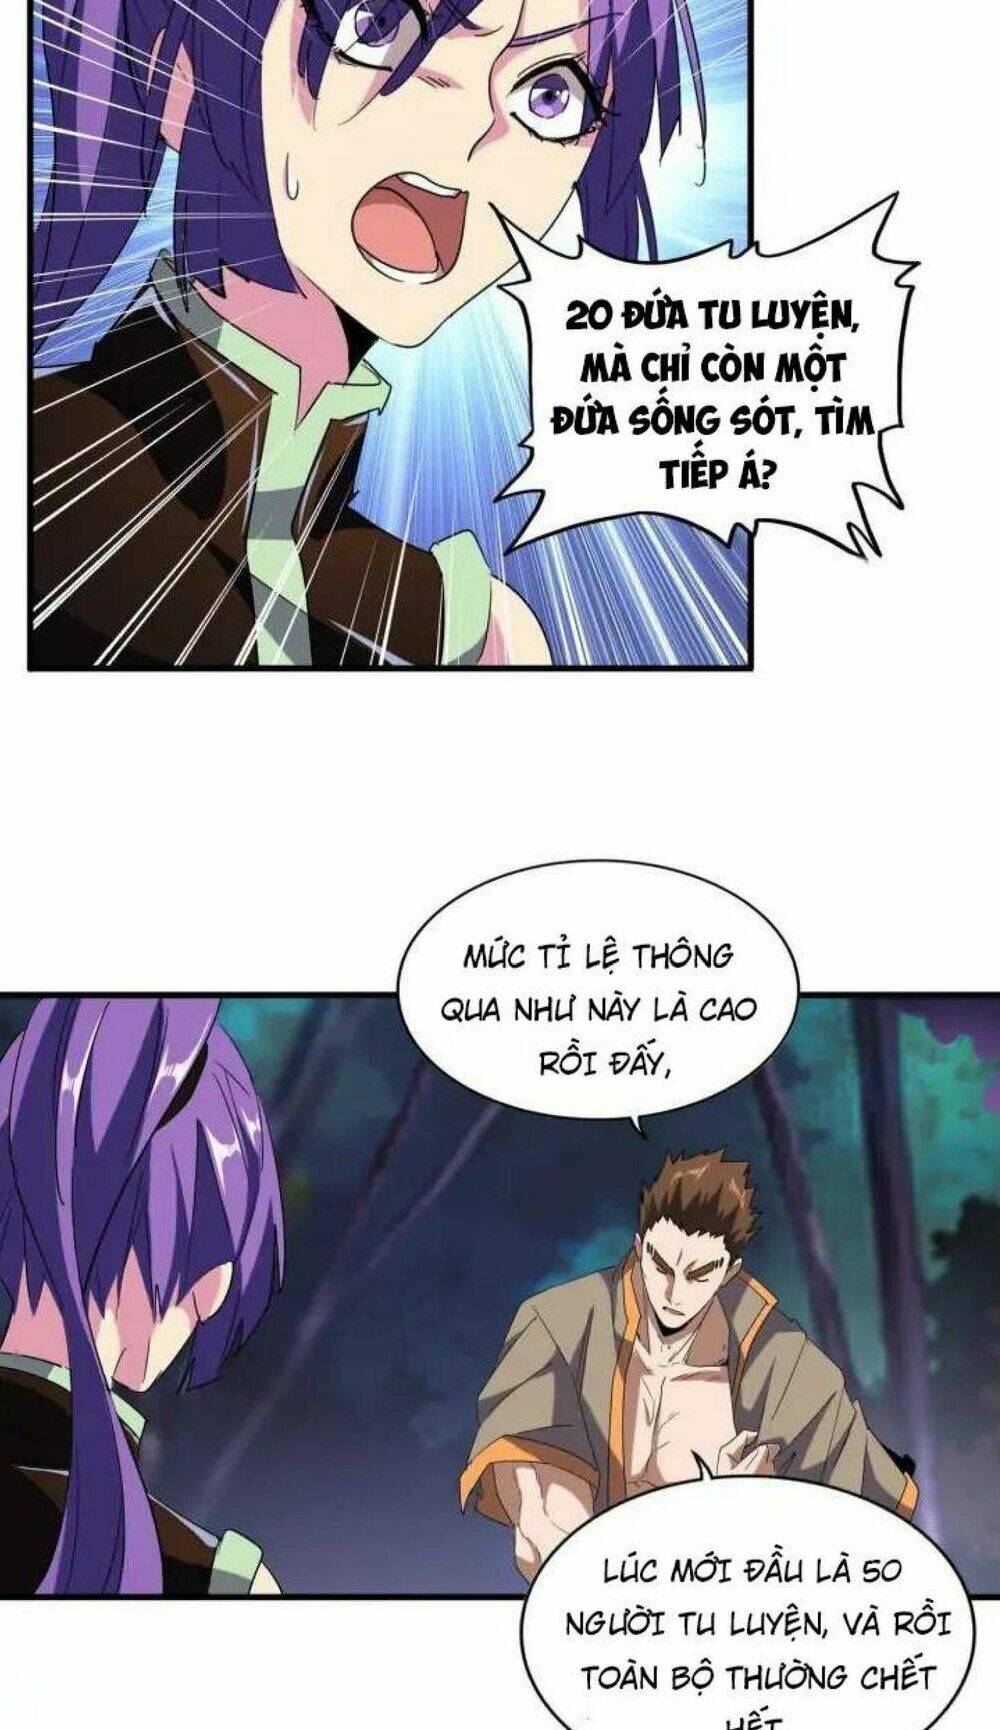 20 ĐỨA TU LUYỆN,
MÀ CHỈ CÒN MỘT
ĐỨA SỐNG SÓT, TÌM
TIẾP Á?
MỨC TỈ LỆ THÔNG
QUA NHƯ NÀY LÀ CAO
RỒI ĐẤY,
LÚC MỚI ĐẦU LÀ 50
NGƯỜI TU LUYỆN, VÀ RỒI
TOÀN BỘ THƯỜNG CHẾT
HẾT